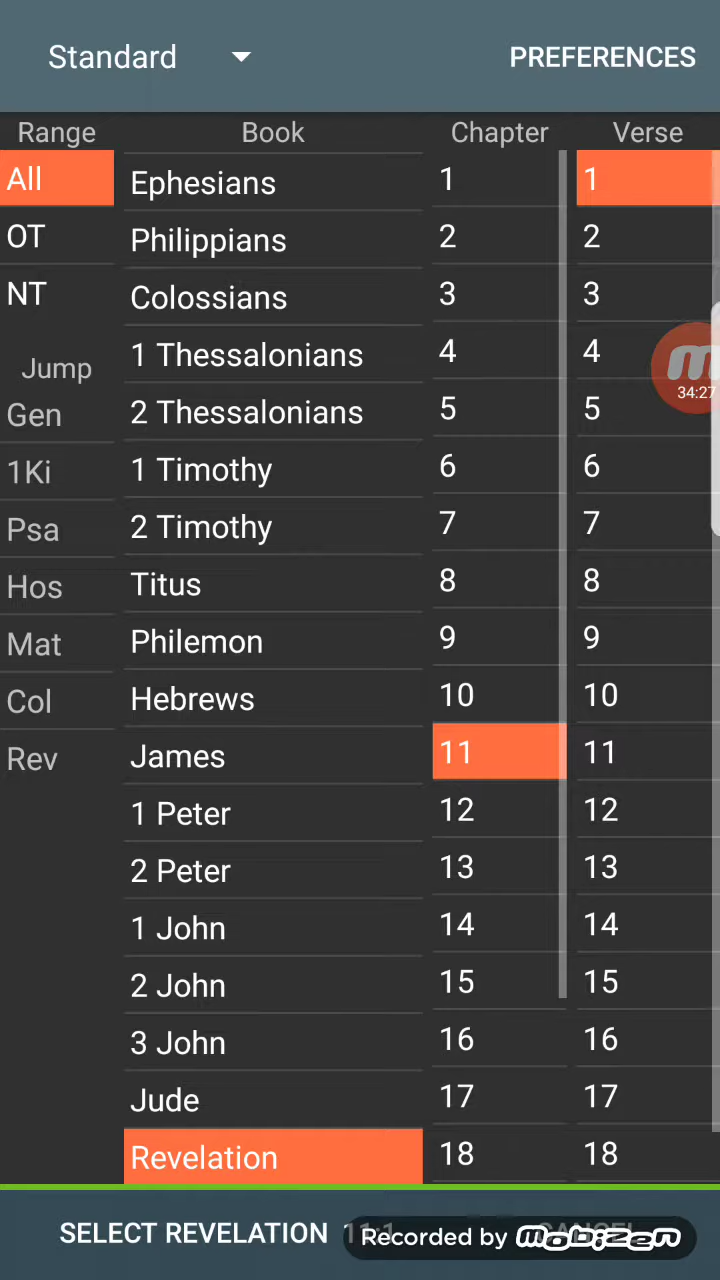 Standard PREFERENCES
Range Book Chapter Verse
All Ephesians 1 1
OT Philippians 2 2
NT Colossians 3 3
1 Thessalonians 4 4
Jump
Gen 2 Thessalonians 5 5
1Ki 1 Timothy 6 6
Psa 2 Timothy 7 7
Hos Titus 8 8
Mat Philemon 9 9
Col Hebrews 10 10
Rev James 11 11
1 Peter 12 12
2 Peter 13 13
1 John 14 14
2 John 15 15
3 John 16 16
Jude 17 17
Revelation 18 18
m
34:27
SELECT REVELATION 11:1 CANCEL
Recorded by mobizen